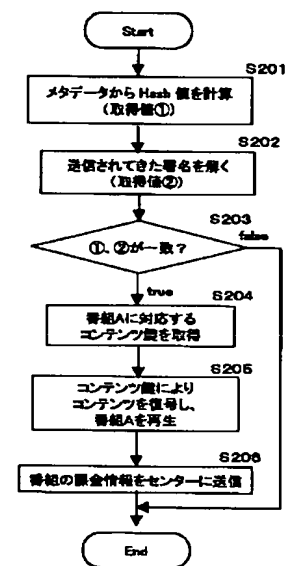 Start
S201
メタデータから Hash 値を計算
(取得値①)
S202
送信されてきた署名を解く
(取得値②)
S203
①、②が一致?
false
true
S204
番組Aに対応する
コンテンツ鍵を取得
S205
コンテンツ鍵により
コンテンツを復号し、
番組Aを再生
S206
番組の課金情報をセンターに送信
End